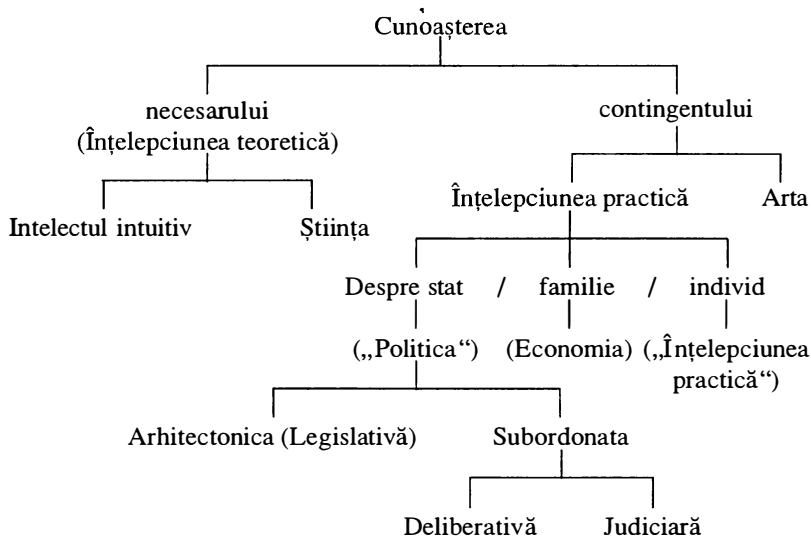 Cunoașterea
necesarului contingentului
(Înțelepciunea teoretică)
Înțelepciunea practică Arta
Intelectul intuitiv Știința
Despre stat / familie / individ
(„Politica“) (Economia) („Înțelepciunea
practică“)
Arhitectonica (Legislativă) Subordonata
Deliberativă Judiciară